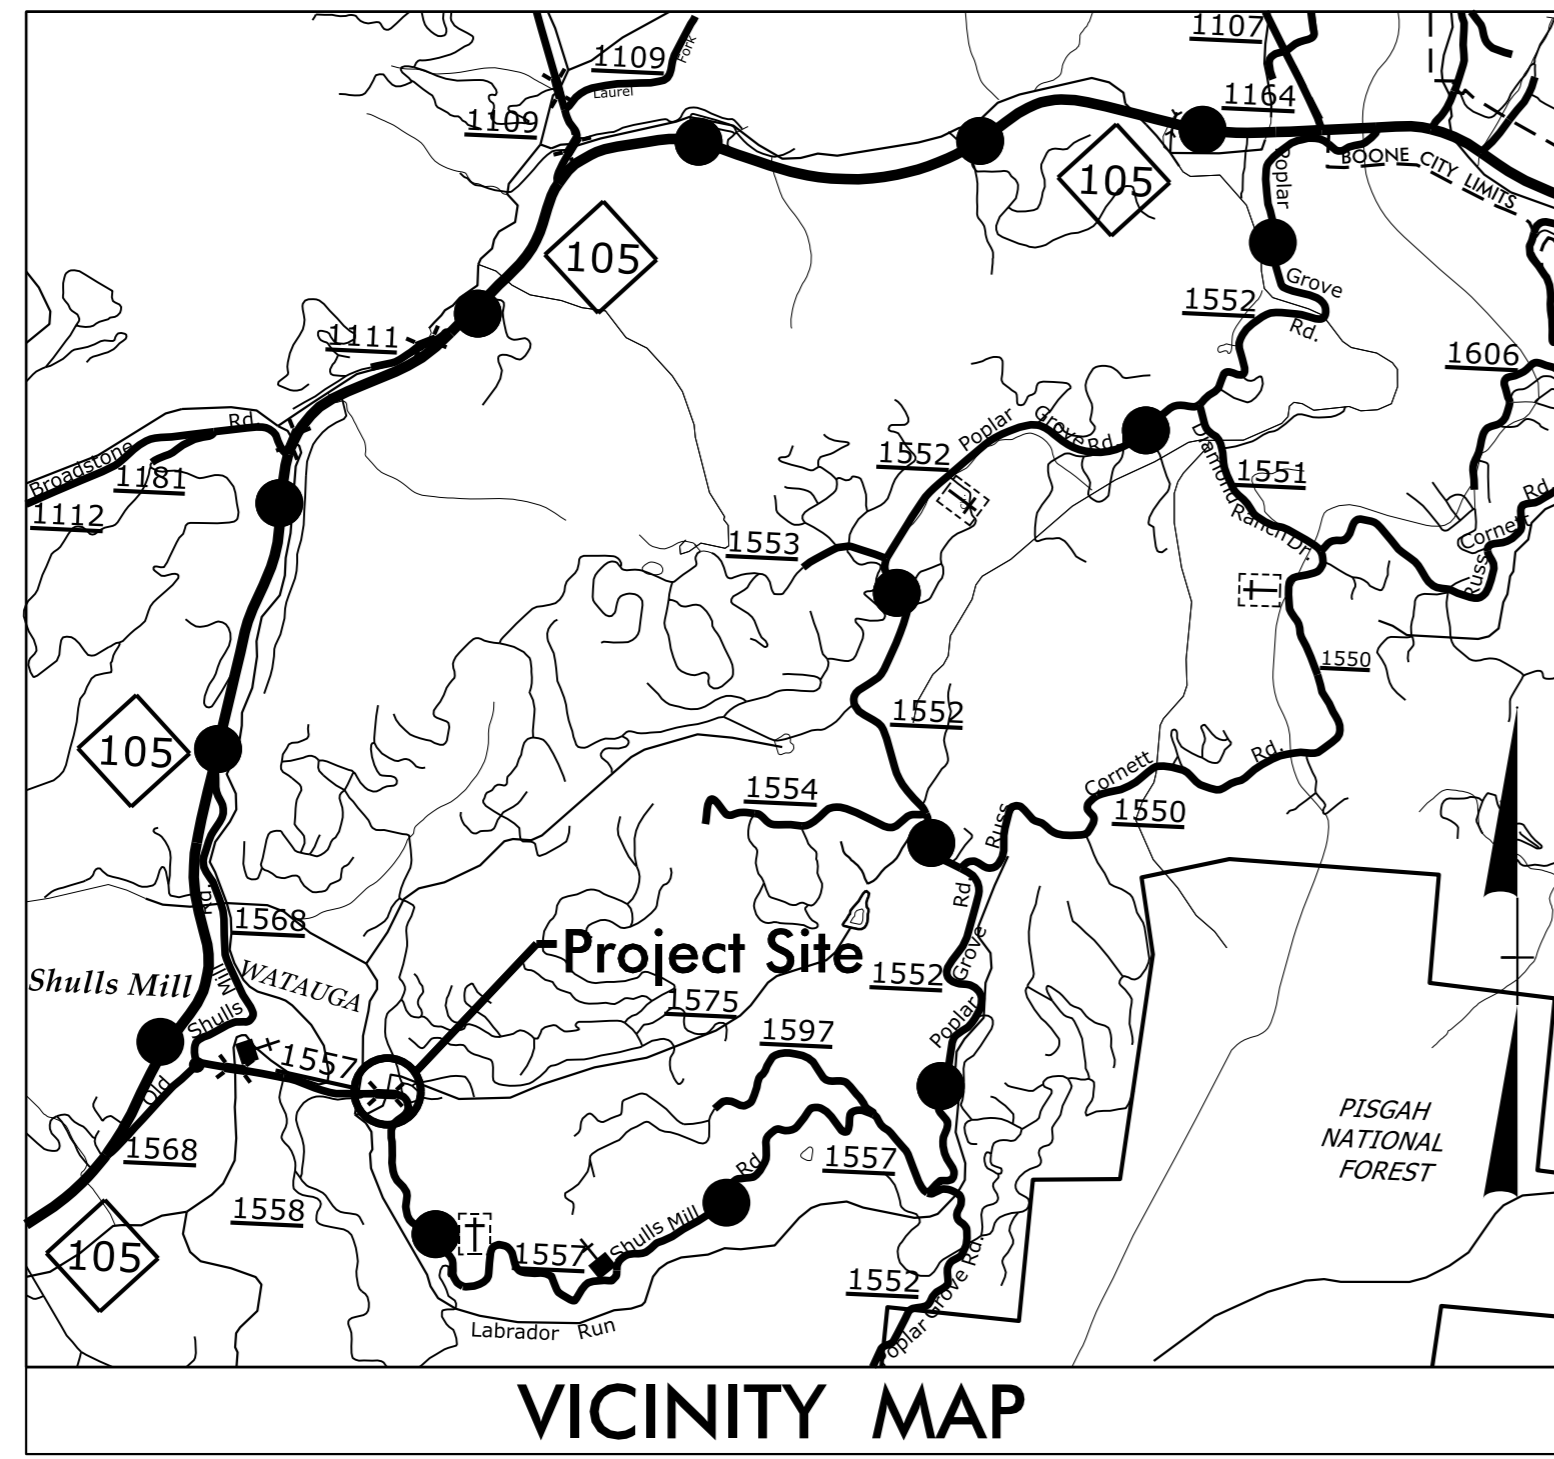 1107
1109
Fork
Laurel
1164
1109
Poplar
BOONE CITY LIMITS
105
105
Grove
1552
Rd.
1111
1606
Rd.
Poplar
Grove
Rd.
Broadstone
1552
Diamond
1551
1181
Rd.
1112
Ranch
Dr.
Cornett
1553
Russ
1550
1552
105
Cornett
Rd.
1554
1550
Russ
Rd.
Rd.
1568
-Project Site
Grove
Shulls Mill
Mill
WATAUGA
1552
1575
Shulls
Poplar
1597
1557
Old
PISGAH
NATIONAL
FOREST
1568
1557
Rd.
1558
Shulls Mill
105
1557
1552
Poplar Grove Rd.
Labrador Run
VICINITY MAP